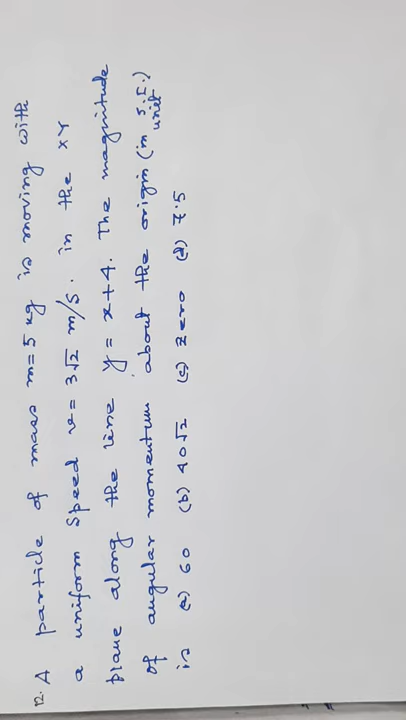 12. A particle of mass m=5 kg is moving with
a uniform speed v = 3√2 m/s. in the XY
plane along the line y = x+4. The magnitude
of angular momentum about the origin (in S.I.) unit
is (a) 60 (b) 40√2 (c) zero (d) 7.5